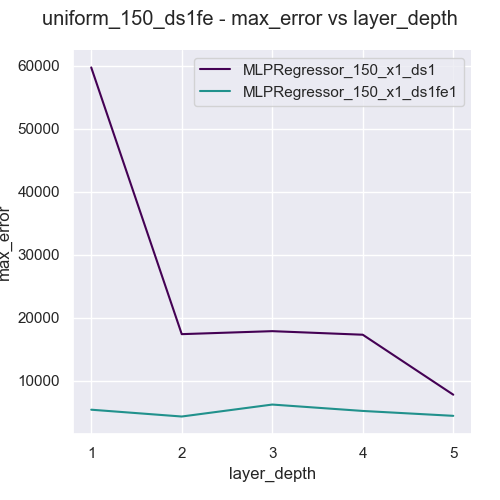 uniform_150_ds1fe - max_error vs layer_depth
MLPRegressor_150_x1_ds1
MLPRegressor_150_x1_ds1fe1
60000
50000
40000
30000
20000
10000
max_error
1 2 3 4 5
layer_depth